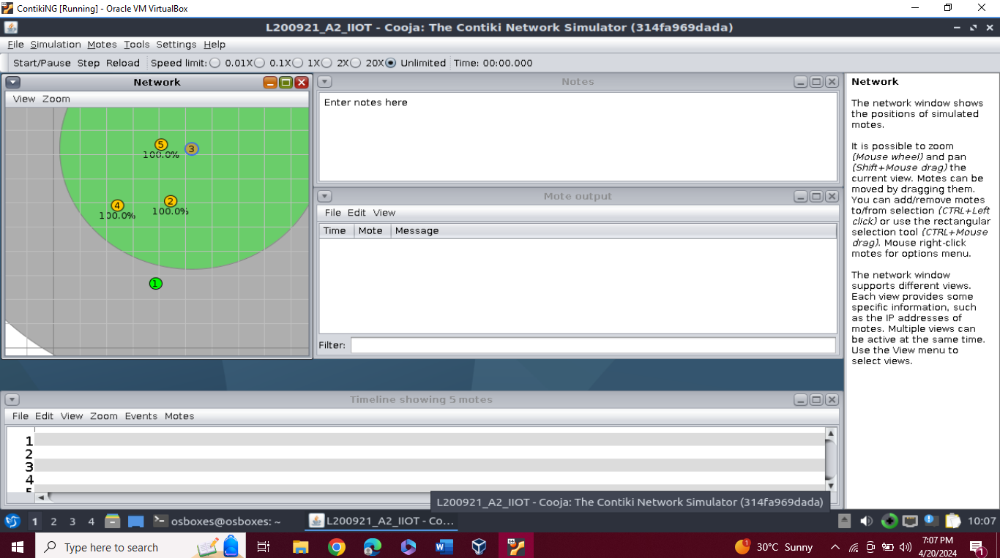 ContikiNG [Running] - Oracle VM VirtualBox
L200921_A2_IIOT - Cooja: The Contiki Network Simulator (314fa969dada)
File Simulation Motes Tools Settings Help
Start/Pause Step Reload Speed limit: 0.01X 0.1X 1X 2X 20X Unlimited Time: 00:00.000
Network
View Zoom
5
100.0%
3
4
100.0%
2
100.0%
1
Notes
Enter notes here
Mote output
File Edit View
Time Mote Message
Filter:
Network
The network window shows
the positions of simulated
motes.
It is possible to zoom
(Mouse wheel) and pan
(Shift+Mouse drag) the
current view. Motes can be
moved by dragging them.
You can add/remove motes
to/from selection (CTRL+Left
click) or use the rectangular
selection tool (CTRL+Mouse
drag). Mouse right-click
motes for options menu.
The network window
supports different views.
Each view provides some
specific information, such
as the IP addresses of
motes. Multiple views can
be active at the same time.
Use the View menu to
select views.
Timeline showing 5 motes
File Edit View Zoom Events Motes
1
2
3
4
5
L200921_A2_IIOT - Cooja: The Contiki Network Simulator (314fa969dada)
1 2 3 4 osboxes@osboxes: ~ L200921_A2_IIOT - Co... 10:07
Type here to search
30°C Sunny
7:07 PM
4/20/2024
1